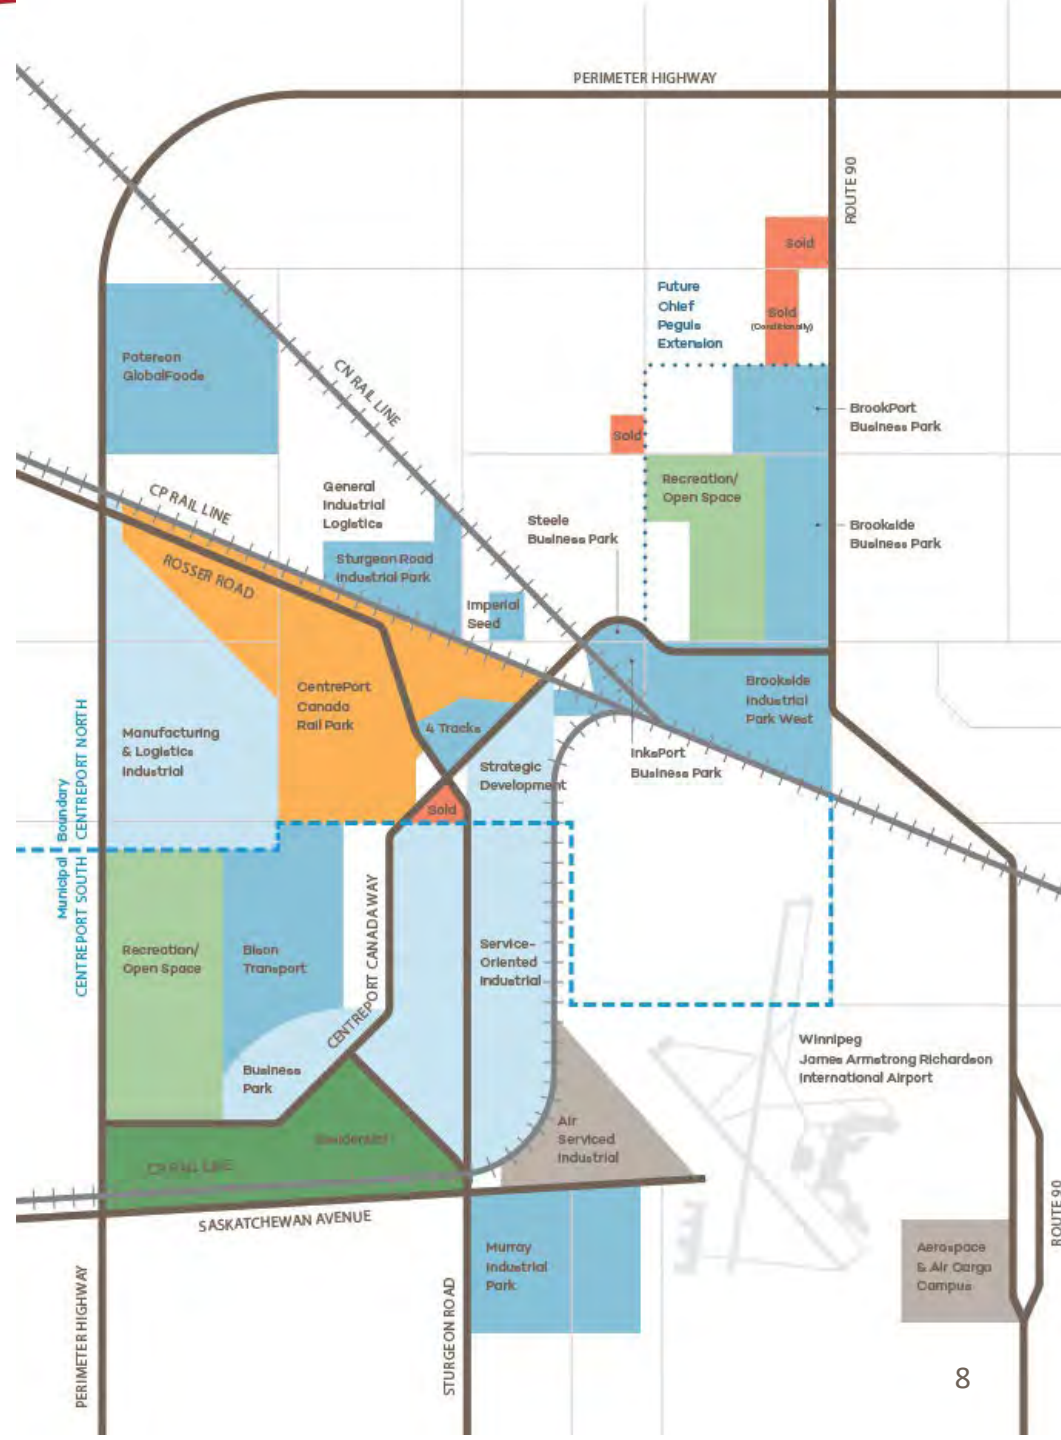 PERIMETER HIGHWAY
ROUTE 90
Sold
Sold
(Conditionally)
Future
Chief
Peguis
Extension
Paterson
GlobalFoods
CN RAIL LINE
BrookPort
Business Park
Sold
Recreation/
Open Space
CP RAIL LINE
General
Industrial
Logistics
Steele
Business Park
Brookside
Business Park
ROSSER ROAD
Sturgeon Road
Industrial Park
Imperial
Seed
CentrePort
Canada
Rail Park
Brookside
Industrial
Park West
Manufacturing
& Logistics
Industrial
4 Tracks
Strategic
Development
InksPort
Business Park
Sold
Municipal Boundary
CENTREPORT SOUTH CENTREPORT NORTH
CENTREPORT CANADA WAY
Recreation/
Open Space
Bison
Transport
Service-
Oriented
Industrial
Winnipeg
James Armstrong Richardson
International Airport
Business
Park
Residential
Air
Serviced
Industrial
CP RAIL LINE
SASKATCHEWAN AVENUE
ROUTE 90
Murray
Industrial
Park
Aerospace
& Air Cargo
Campus
PERIMETER HIGHWAY
STURGEON ROAD
8